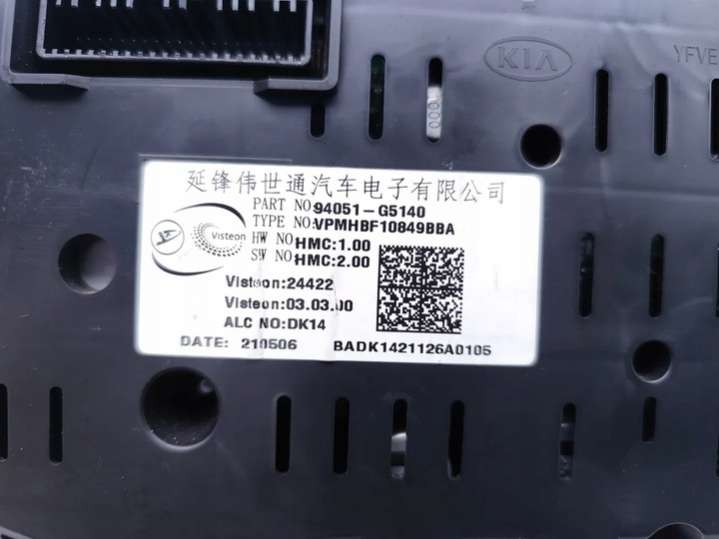 KIA
YFVE
延锋伟世通汽车电子有限公司
PART NO:94051-G5140
TYPE NO:VPMHBF10849BBA
Visteon
HW NO:HMC:1.00
SW NO:HMC:2.00
Visteon:24422
Visteon:03.03.00
ALC NO:DK14
DATE: 210506 BADK1421126A0105